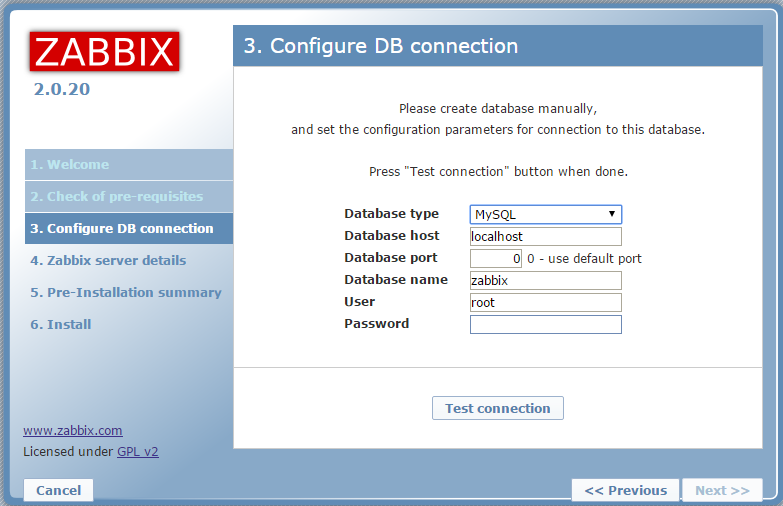 ZABBIX
2.0.20
1. Welcome
2. Check of pre-requisites
3. Configure DB connection
4. Zabbix server details
5. Pre-Installation summary
6. Install
www.zabbix.com
Licensed under GPL v2
3. Configure DB connection
Please create database manually,
and set the configuration parameters for connection to this database.
Press "Test connection" button when done.
Database type MySQL
Database host localhost
Database port 0 0 - use default port
Database name zabbix
User root
Password
Test connection
Cancel << Previous Next >>